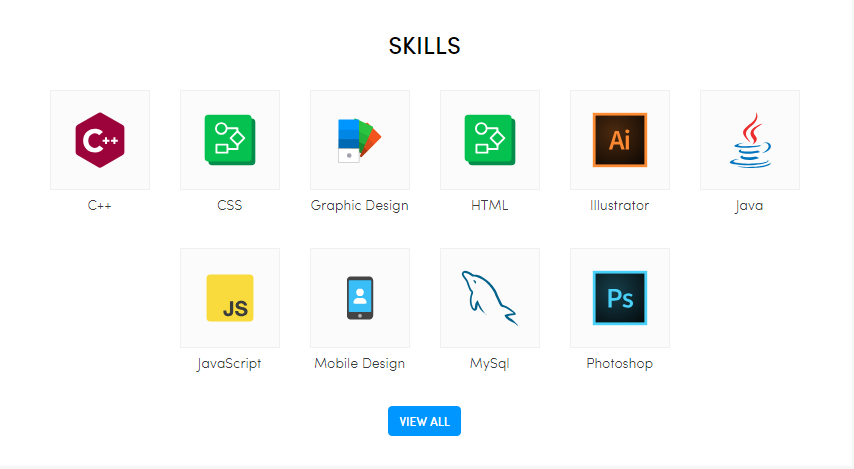 SKILLS
C++
Ai
C++ CSS Graphic Design HTML Illustrator Java
JS
Ps
JavaScript Mobile Design MySql Photoshop
VIEW ALL